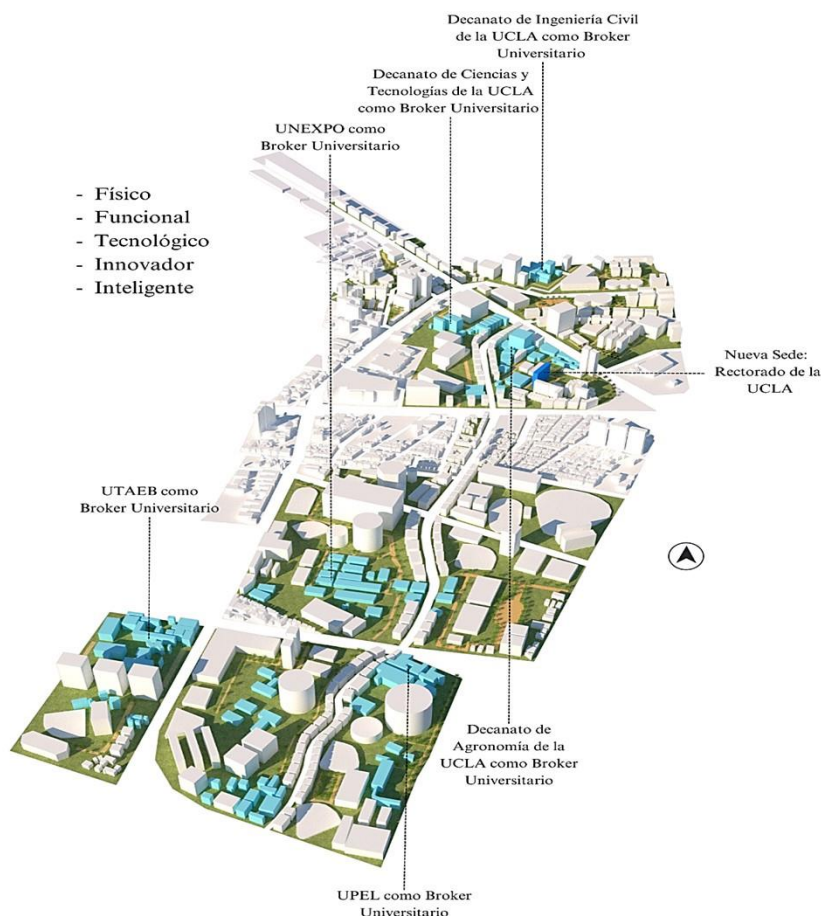 Decanato de Ingeniería Civil
de la UCLA como Broker
Universitario
Decanato de Ciencias y
Tecnologías de la UCLA
como Broker Universitario
UNEXPO como
Broker Universitario
- Físico
- Funcional
- Tecnológico
- Innovador
- Inteligente
Nueva Sede:
Rectorado de la
UCLA
UTAEB como
Broker Universitario
Decanato de
Agronomía de la
UCLA como Broker
Universitario
UPEL como Broker
Universitario